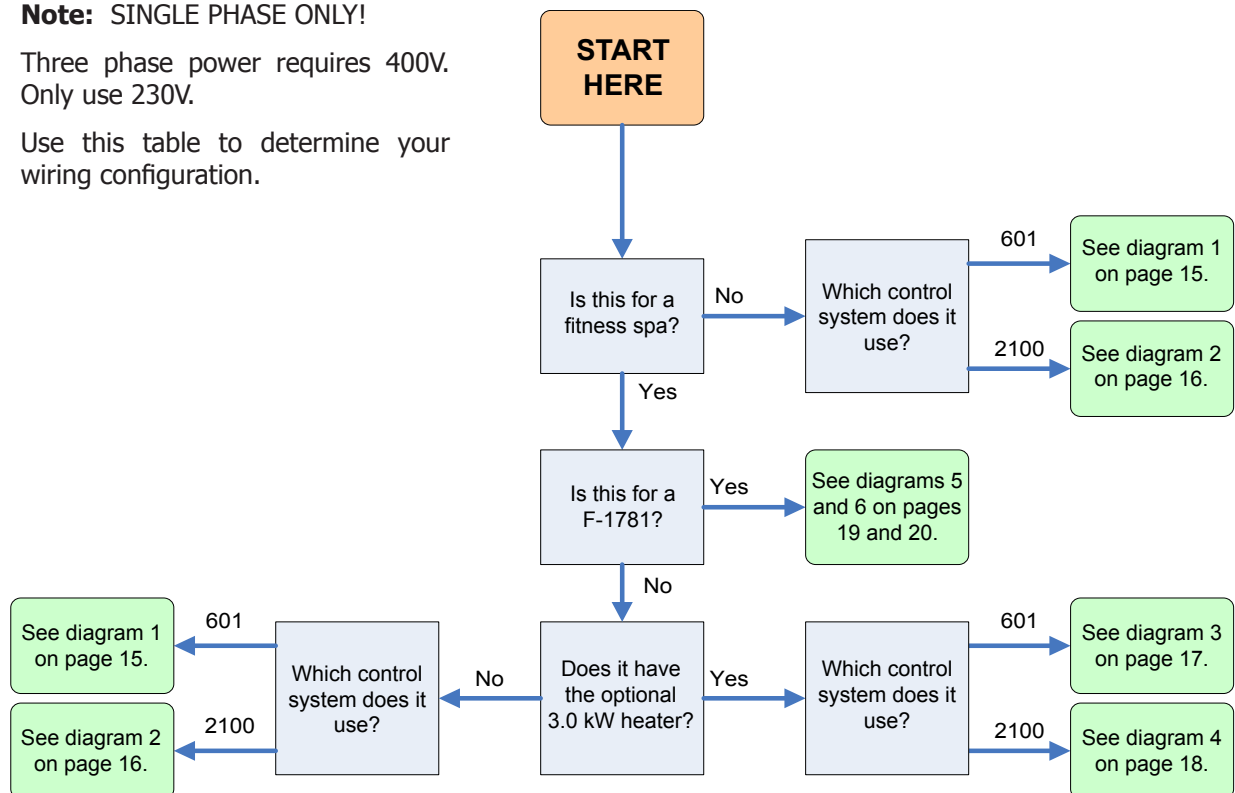 Note: SINGLE PHASE ONLY!
Three phase power requires 400V.
Only use 230V.
Use this table to determine your
wiring configuration.
START
HERE
Is this for a
fitness spa?
No
Which control
system does it
use?
601
See diagram 1
on page 15.
2100
See diagram 2
on page 16.
Yes
Is this for a
F-1781?
Yes
See diagrams 5
and 6 on pages
19 and 20.
No
Does it have
the optional
3.0 kW heater?
No
Which control
system does it
use?
601
See diagram 1
on page 15.
2100
See diagram 2
on page 16.
Yes
Which control
system does it
use?
601
See diagram 3
on page 17.
2100
See diagram 4
on page 18.